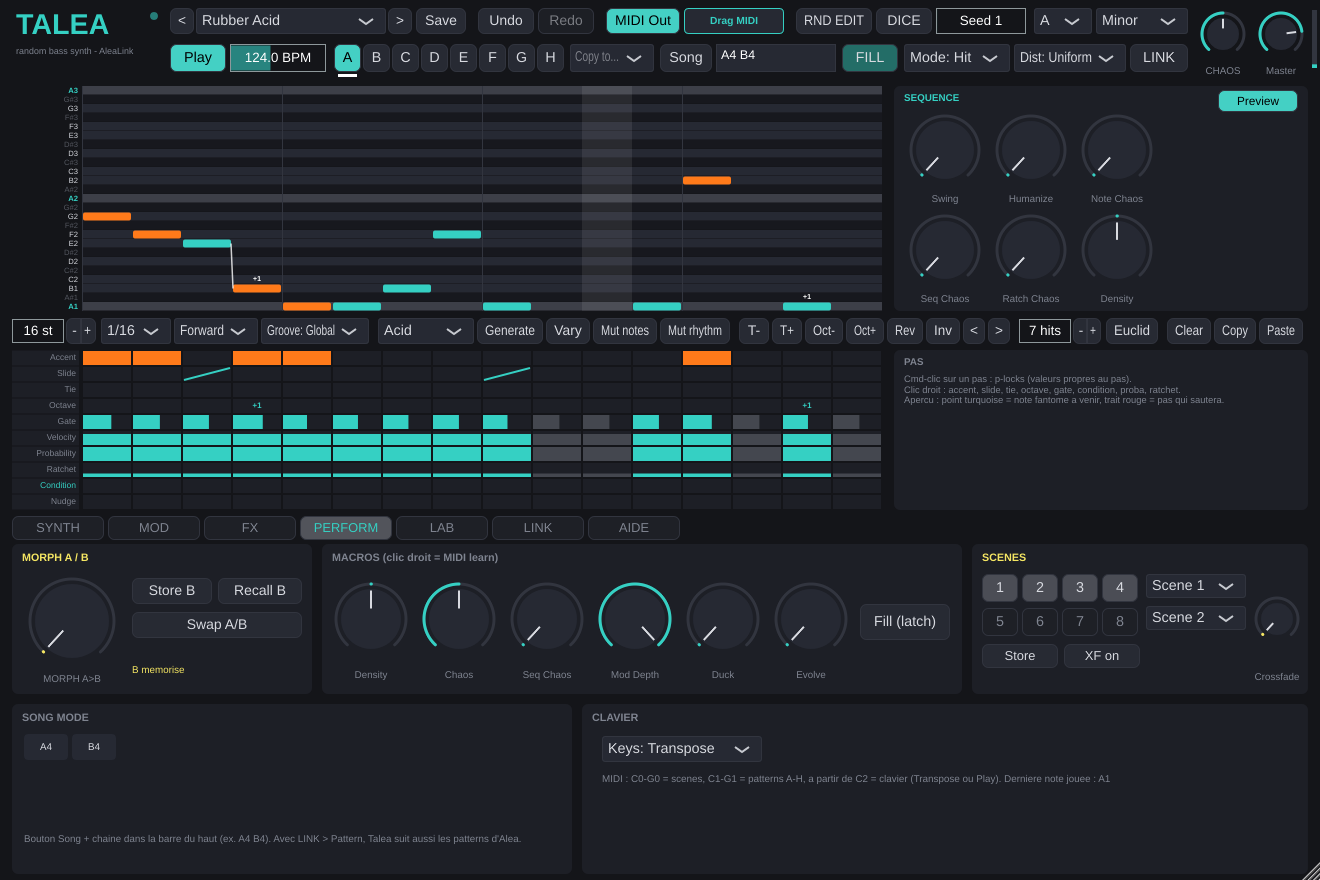 TALEA
random bass synth - AleaLink
< Rubber Acid > Save Undo Redo MIDI Out Drag MIDI RND EDIT DICE Seed 1 A Minor
Play 124.0 BPM A B C D E F G H Copy to... Song A4 B4 FILL Mode: Hit Dist: Uniform LINK
CHAOS Master
A3
G#3
G3
F#3
F3
E3
D#3
D3
C#3
C3
B2
A#2
A2
G#2
G2
F#2
F2
E2
D#2
D2
C#2
C2
B1
A#1
A1
+1
+1
SEQUENCE
Preview
Swing Humanize Note Chaos
Seq Chaos Ratch Chaos Density
16 st - + 1/16 Forward Groove: Global Acid Generate Vary Mut notes Mut rhythm T- T+ Oct- Oct+ Rev Inv < > 7 hits - + Euclid Clear Copy Paste
Accent
Slide
Tie
Octave +1 +1
Gate
Velocity
Probability
Ratchet
Condition
Nudge
PAS
Cmd-clic sur un pas : p-locks (valeurs propres au pas).
Clic droit : accent, slide, tie, octave, gate, condition, proba, ratchet.
Apercu : point turquoise = note fantome a venir, trait rouge = pas qui sautera.
SYNTH MOD FX PERFORM LAB LINK AIDE
MORPH A / B
Store B Recall B
Swap A/B
B memorise
MORPH A>B
MACROS (clic droit = MIDI learn)
Density Chaos Seq Chaos Mod Depth Duck Evolve
Fill (latch)
SCENES
1 2 3 4 Scene 1
5 6 7 8 Scene 2
Store XF on
Crossfade
SONG MODE
A4 B4
Bouton Song + chaine dans la barre du haut (ex. A4 B4). Avec LINK > Pattern, Talea suit aussi les patterns d'Alea.
CLAVIER
Keys: Transpose
MIDI : C0-G0 = scenes, C1-G1 = patterns A-H, a partir de C2 = clavier (Transpose ou Play). Derniere note jouee : A1